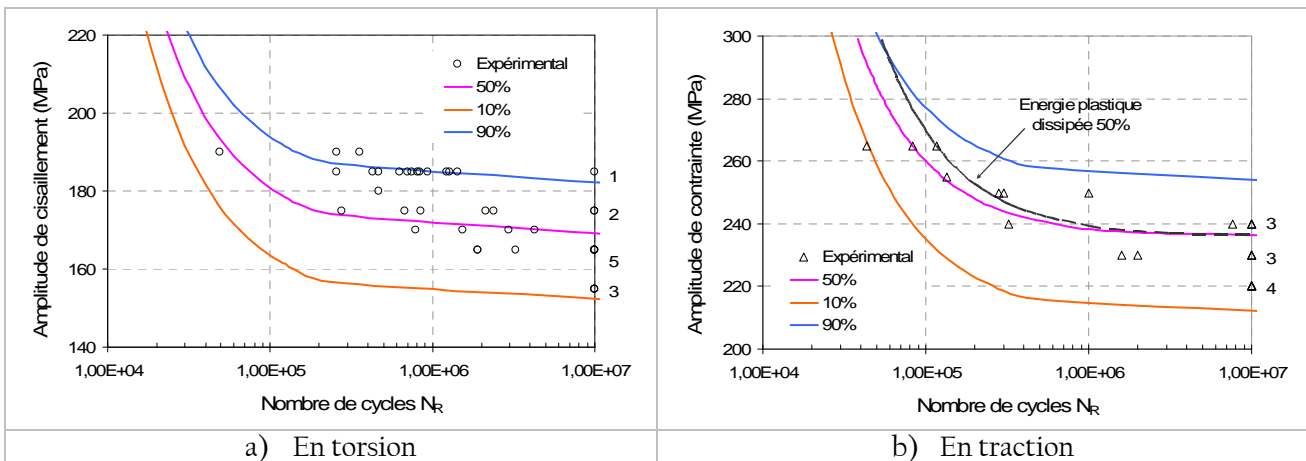 220
200
180
160
140
Amplitude de cisaillement (MPa)
Expérimental
50%
10%
90%
1
2
5
3
1,00E+04
1,00E+05
1,00E+06
1,00E+07
Nombre de cycles NR
300
280
260
240
220
200
Amplitude de contrainte (MPa)
Energie plastique
dissipée 50%
Expérimental
50%
10%
90%
3
3
4
1,00E+04
1,00E+05
1,00E+06
1,00E+07
Nombre de cycles NR
a) En torsion
b) En traction